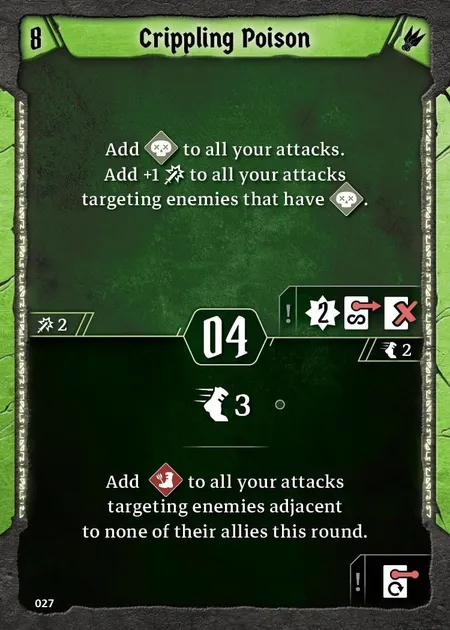 8
Crippling Poison
Add to all your attacks.
Add +1 to all your attacks
targeting enemies that have .
2
2
04
2
3
Add to all your attacks
targeting enemies adjacent
to none of their allies this round.
027